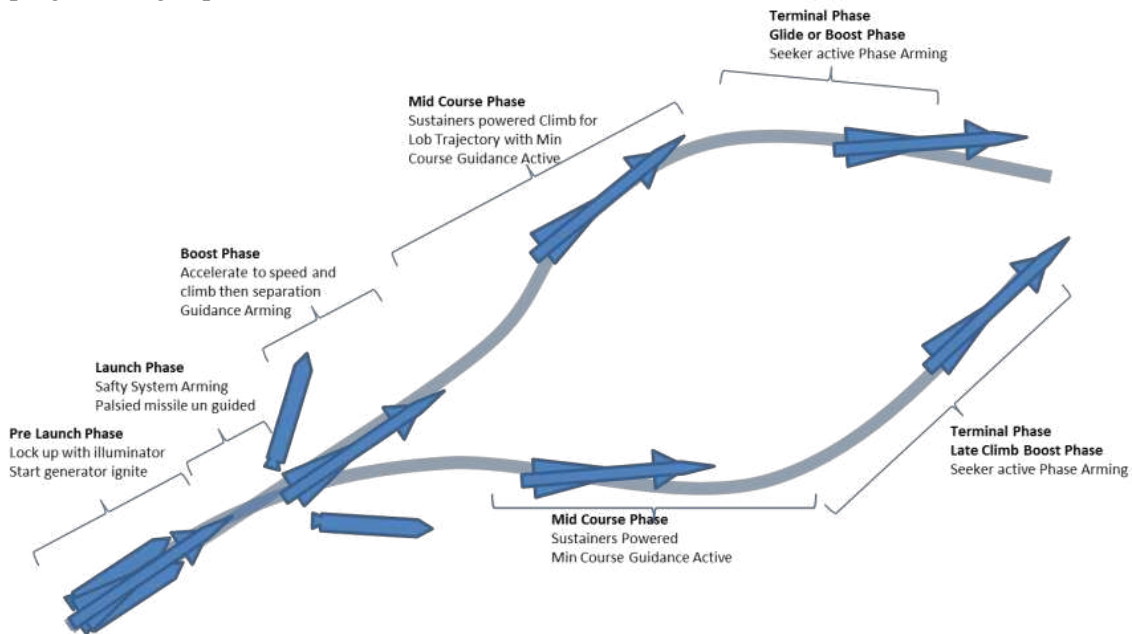 Terminal Phase
Glide or Boost Phase
Seeker active Phase Arming
Mid Course Phase
Sustainers powered Climb for
Lob Trajectory with Min
Course Guidance Active
Boost Phase
Accelerate to speed and
climb then separation
Guidance Arming
Launch Phase
Safty System Arming
Palsied missile un guided
Pre Launch Phase
Lock up with illuminator
Start generator ignite
Terminal Phase
Late Climb Boost Phase
Seeker active Phase Arming
Mid Course Phase
Sustainers Powered
Min Course Guidance Active